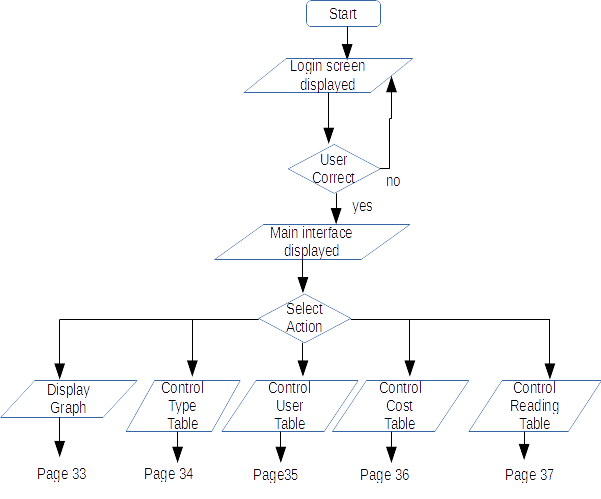 Start
Login screen
displayed
User
Correct
no
yes
Main interface
displayed
Select
Action
Display
Graph
Control
Type
Table
Control
User
Table
Control
Cost
Table
Control
Reading
Table
Page 33
Page 34
Page35
Page 36
Page 37